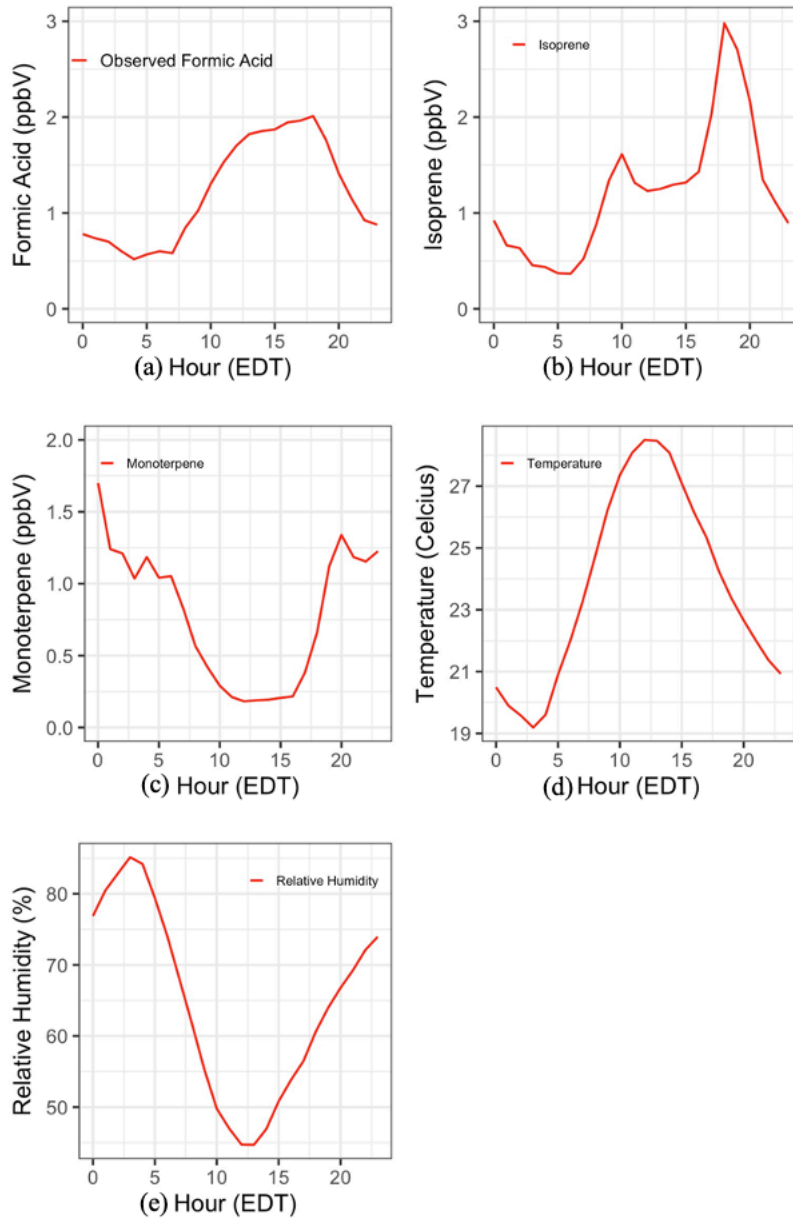 Formic Acid (ppbV)
3
2
1
0
Observed Formic Acid
0 5 10 15 20
(a) Hour (EDT)
Isoprene (ppbV)
3
2
1
0
Isoprene
0 5 10 15 20
(b) Hour (EDT)
Monoterpene (ppbV)
2.0
1.5
1.0
0.5
0.0
Monoterpene
0 5 10 15 20
(c) Hour (EDT)
Temperature (Celcius)
27
25
23
21
19
Temperature
0 5 10 15 20
(d) Hour (EDT)
Relative Humidity (%)
80
70
60
50
Relative Humidity
0 5 10 15 20
(e) Hour (EDT)